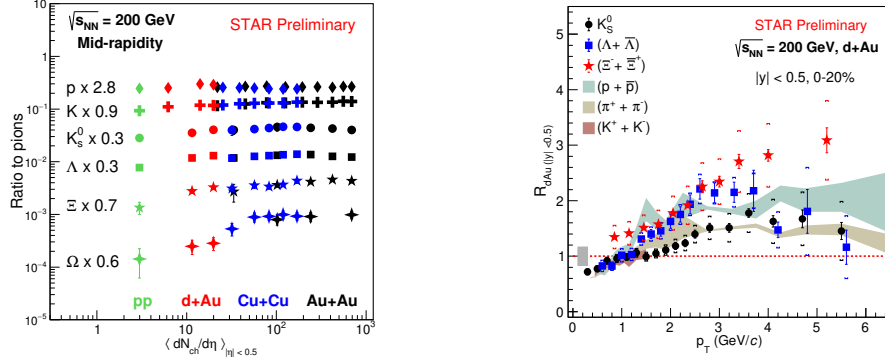 √sNN = 200 GeV
Mid-rapidity
STAR Preliminary
p x 2.8
K x 0.9
K0S x 0.3
Λ x 0.3
Ξ x 0.7
Ω x 0.6
pp
d+Au
Cu+Cu
Au+Au
Ratio to pions
1
10−1
10−2
10−3
10−4
10−5
1
10
102
103
⟨ dNch/dη ⟩|η| < 0.5
STAR Preliminary
√sNN = 200 GeV, d+Au
|y| < 0.5, 0-20%
K0S
(Λ + Λ̅)
(Ξ- + Ξ̅+)
(p + p̅)
(π+ + π-)
(K+ + K-)
RdAu (|y|<0.5)
4
3
2
1
0
0
1
2
3
4
5
6
pT [GeV/c]